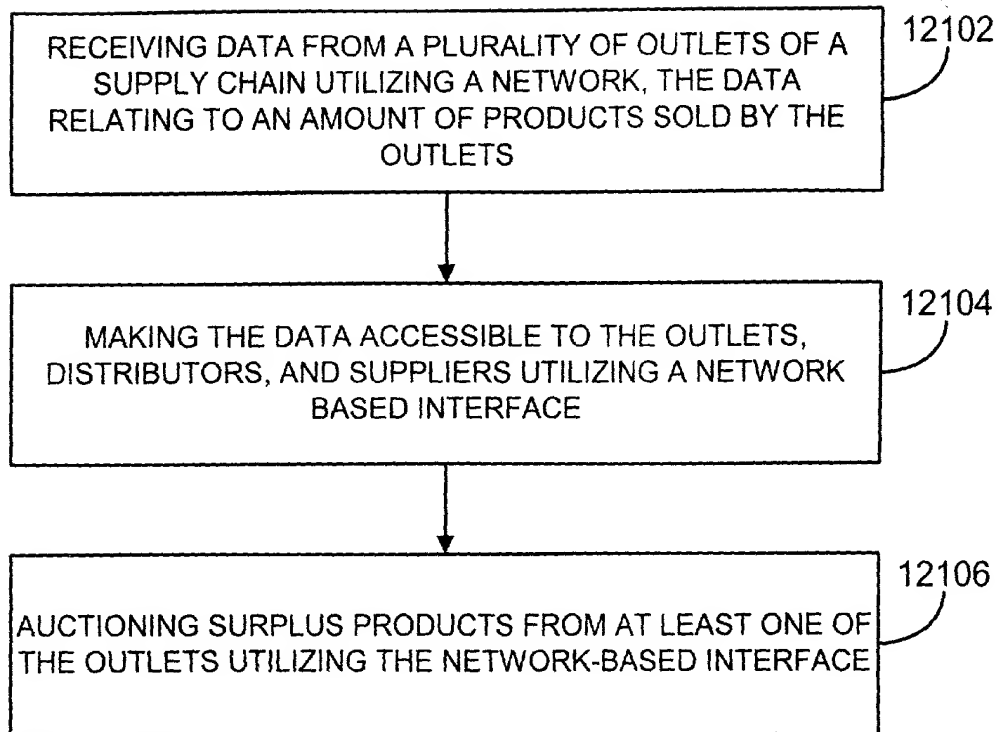 RECEIVING DATA FROM A PLURALITY OF OUTLETS OF A
SUPPLY CHAIN UTILIZING A NETWORK, THE DATA
RELATING TO AN AMOUNT OF PRODUCTS SOLD BY THE
OUTLETS
12102
MAKING THE DATA ACCESSIBLE TO THE OUTLETS,
DISTRIBUTORS, AND SUPPLIERS UTILIZING A NETWORK
BASED INTERFACE
12104
AUCTIONING SURPLUS PRODUCTS FROM AT LEAST ONE OF
THE OUTLETS UTILIZING THE NETWORK-BASED INTERFACE
12106